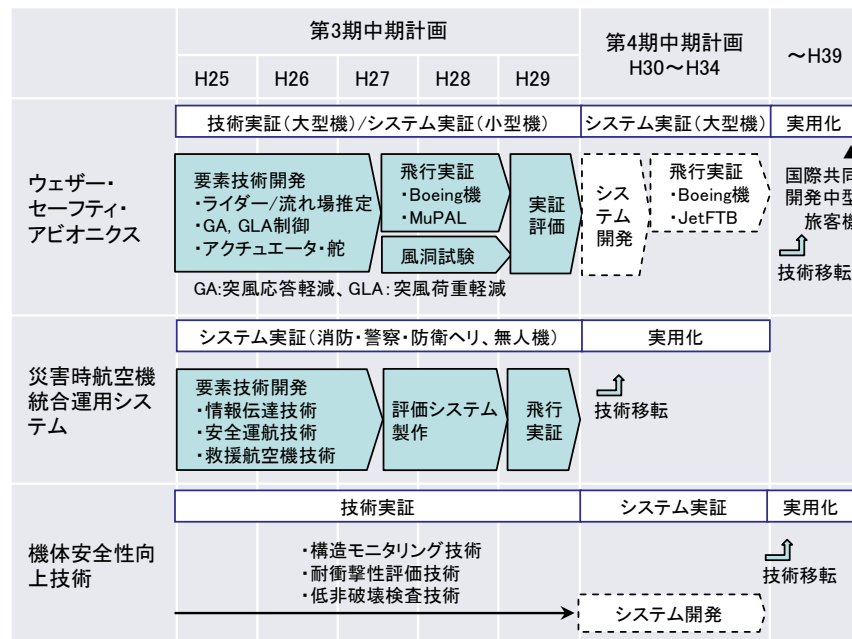 第3期中期計画
第4期中期計画
H30～H34
～H39
H25
H26
H27
H28
H29
ウェザー・
セーフティ・
アビオニクス
技術実証(大型機)/システム実証(小型機)
システム実証(大型機)
実用化
要素技術開発
・ライダー/流れ場推定
・GA, GLA制御
・アクチュエータ・舵
飛行実証
・Boeing機
・MuPAL
風洞試験
実証
評価
シス
テム
開発
飛行実証
・Boeing機
・JetFTB
国際共同
開発中型
旅客機
技術移転
GA:突風応答軽減、GLA:突風荷重軽減
災害時航空機
統合運用シス
テム
システム実証(消防・警察・防衛ヘリ、無人機)
実用化
要素技術開発
・情報伝達技術
・安全運航技術
・救援航空機技術
評価システム
製作
飛行
実証
技術移転
機体安全性向
上技術
技術実証
システム実証
実用化
・構造モニタリング技術
・耐衝撃性評価技術
・低非破壊検査技術
システム開発
技術移転